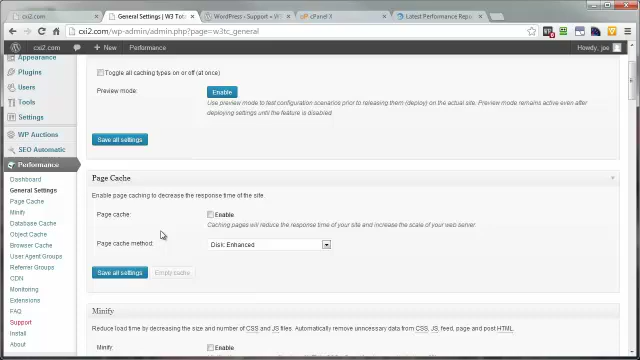 cxi2.com
General Settings | W3 Tota
WordPress › Support » W3
cPanel X
Latest Performance Repo
cxi2.com/wp-admin/admin.php?page=w3tc_general
cxi2.com
+ New
Performance
Howdy, joe
Appearance
Plugins
Users
Tools
Settings
WP Auctions
SEO Automatic
Performance
Dashboard
General Settings
Page Cache
Minify
Database Cache
Object Cache
Browser Cache
User Agent Groups
Referrer Groups
CDN
Monitoring
Extensions
FAQ
Support
Install
About
Toggle all caching types on or off (at once)
Preview mode:
Enable
Use preview mode to test configuration scenarios prior to releasing them (deploy) on the actual site. Preview mode remains active even after
deploying settings until the feature is disabled.
Save all settings
Page Cache
Enable page caching to decrease the response time of the site.
Page cache:
Enable
Caching pages will reduce the response time of your site and increase the scale of your web server.
Page cache method:
Disk: Enhanced
Save all settings
Empty cache
Minify
Reduce load time by decreasing the size and number of CSS and JS files. Automatically remove unncessary data from CSS, JS, feed, page and post HTML.
Minify:
Enable